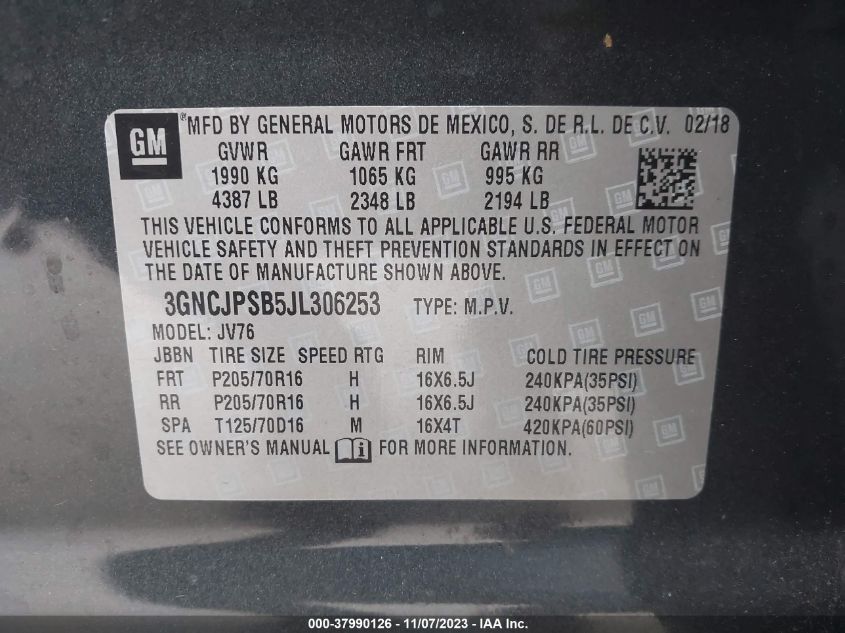 GM ® MFD BY GENERAL MOTORS DE MEXICO, S. DE R.L. DE C.V. 02/18
GVWR GAWR FRT GAWR RR
1990 KG 1065 KG 995 KG
4387 LB 2348 LB 2194 LB
THIS VEHICLE CONFORMS TO ALL APPLICABLE U.S. FEDERAL MOTOR
VEHICLE SAFETY AND THEFT PREVENTION STANDARDS IN EFFECT ON
THE DATE OF MANUFACTURE SHOWN ABOVE.
3GNCJPSB5JL306253 TYPE: M.P.V.
MODEL: JV76
JBBN TIRE SIZE SPEED RTG RIM COLD TIRE PRESSURE
FRT P205/70R16 H 16X6.5J 240KPA(35PSI)
RR P205/70R16 H 16X6.5J 240KPA(35PSI)
SPA T125/70D16 M 16X4T 420KPA(60PSI)
SEE OWNER'S MANUAL FOR MORE INFORMATION.
000-37990126 - 11/07/2023 - 1IAA - N/A